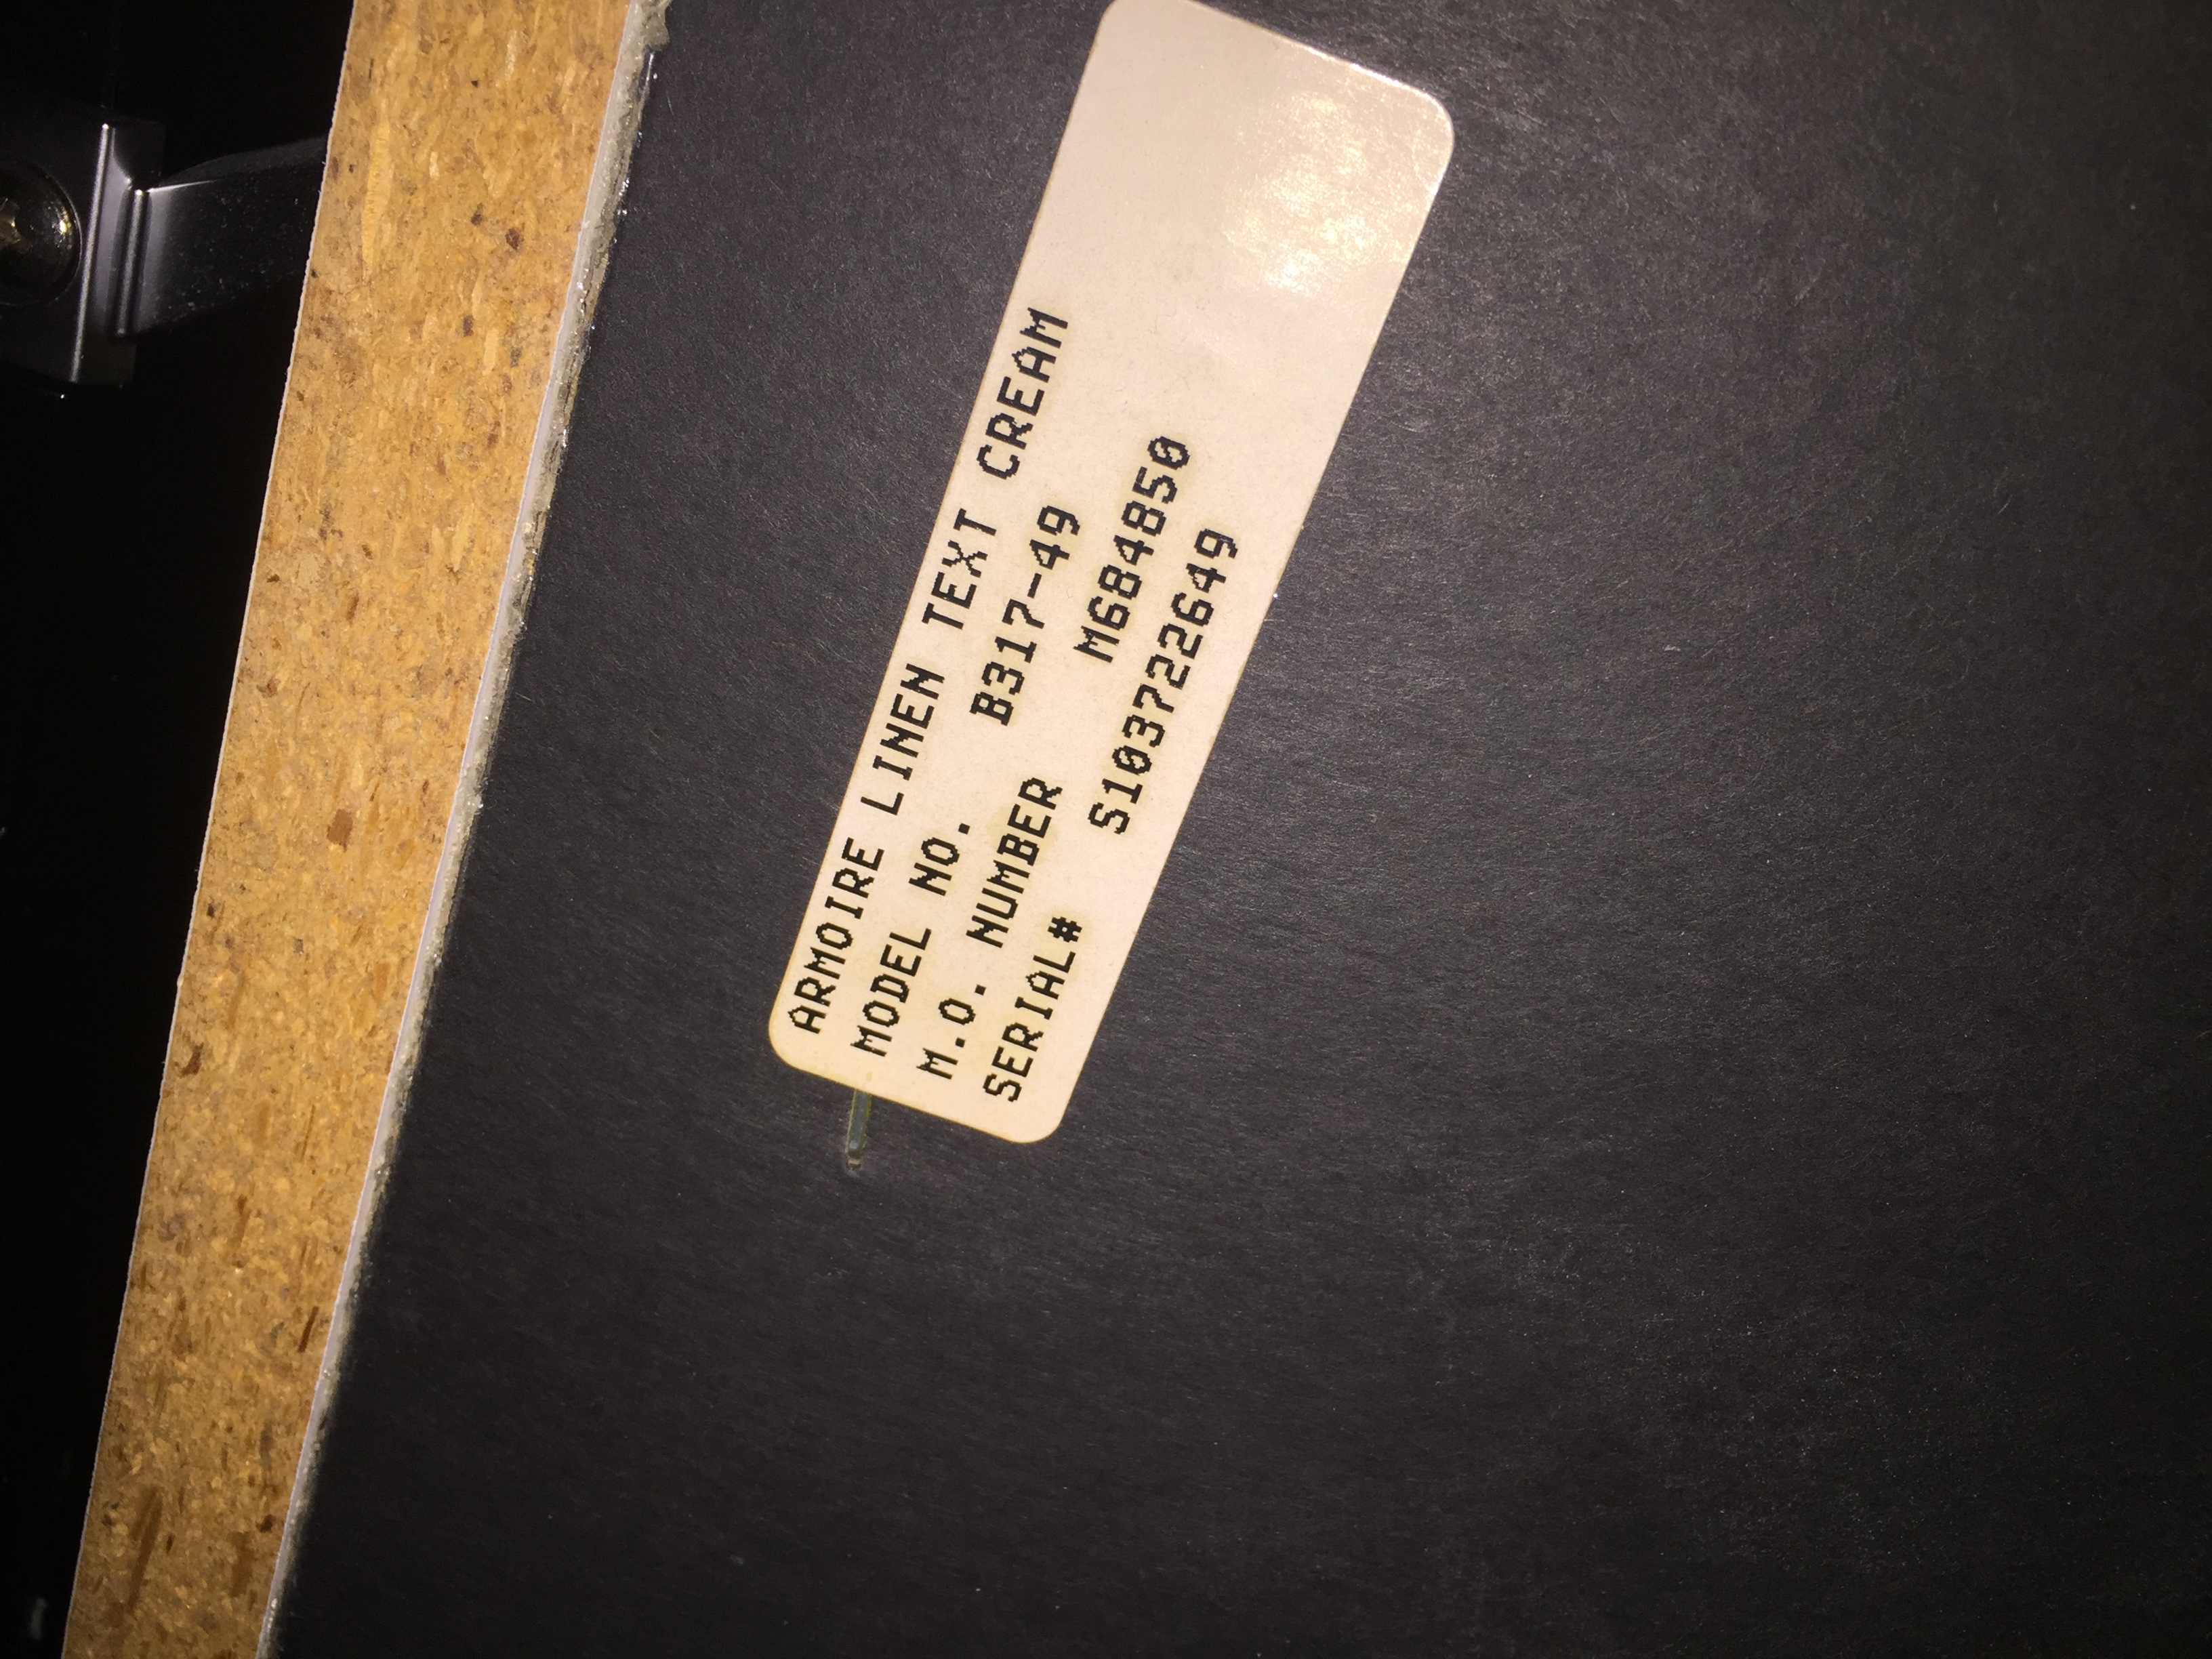 ARMOIRE LINEN TEXT CREAM
MODEL NO. B317-49
M.O. NUMBER M684850
SERIAL# S103722649